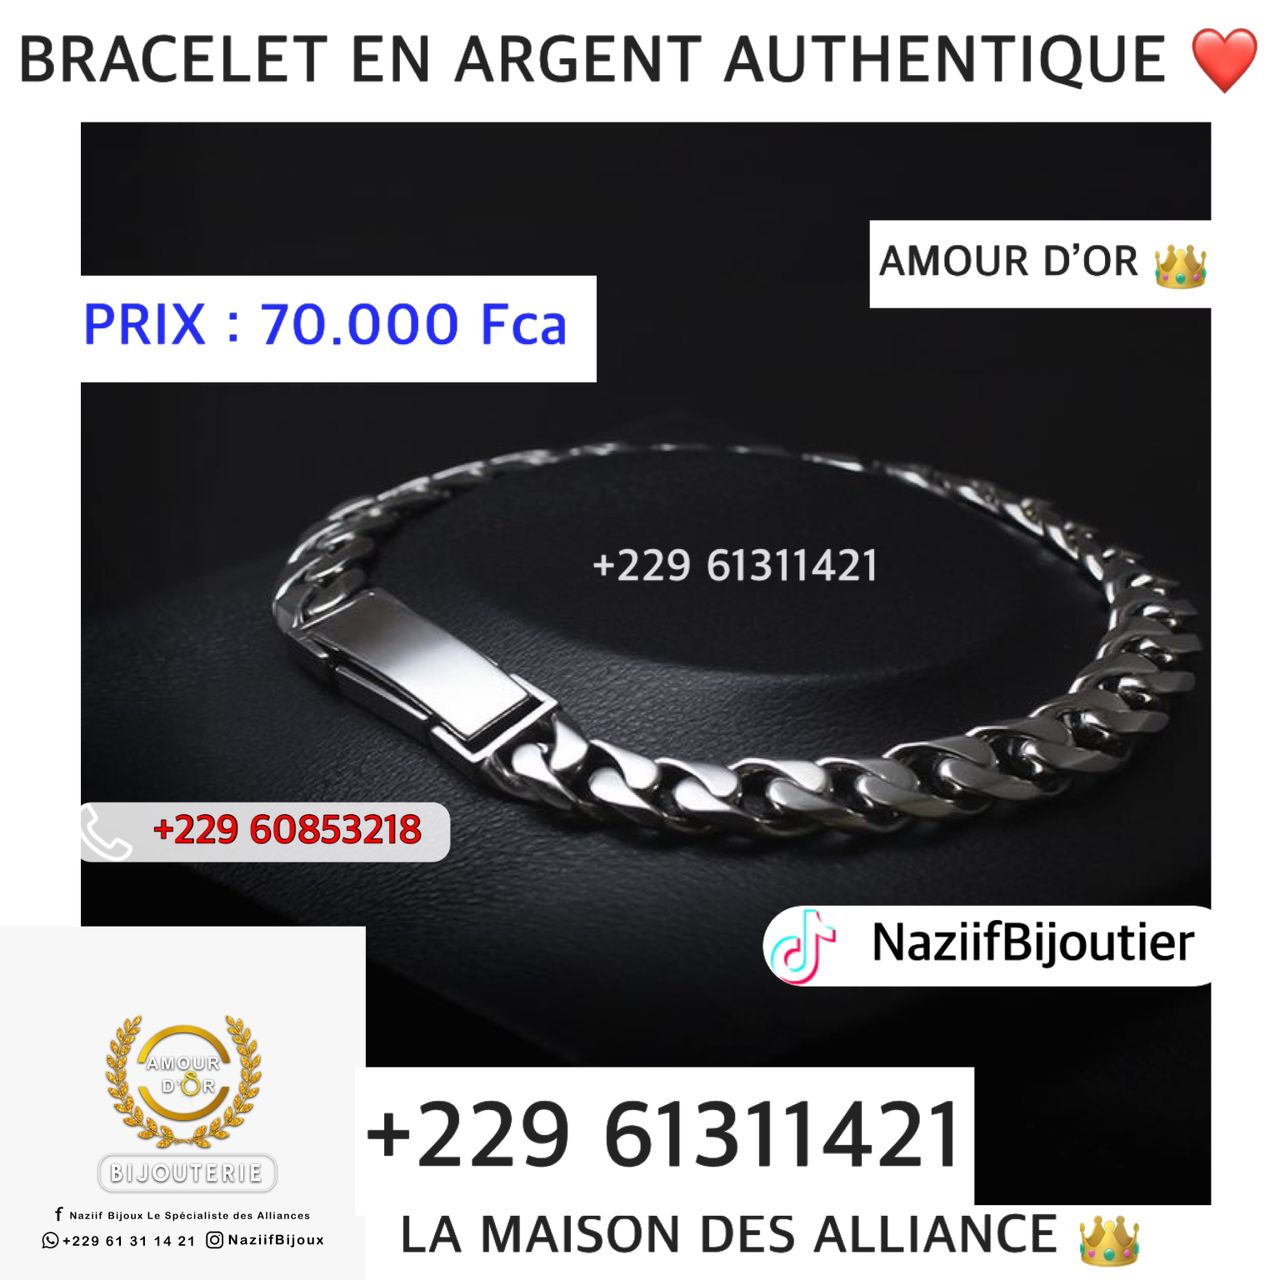 BRACELET EN ARGENT AUTHENTIQUE ❤️
AMOUR D’OR 👑
PRIX : 70.000 Fca
+229 61311421
+229 60853218
NaziifBijoutier
AMOUR
D'OR
BIJOUTERIE
f Naziif Bijoux Le Spécialiste des Alliances
+229 61 31 14 21 NaziifBijoux
+229 61311421
LA MAISON DES ALLIANCE 👑